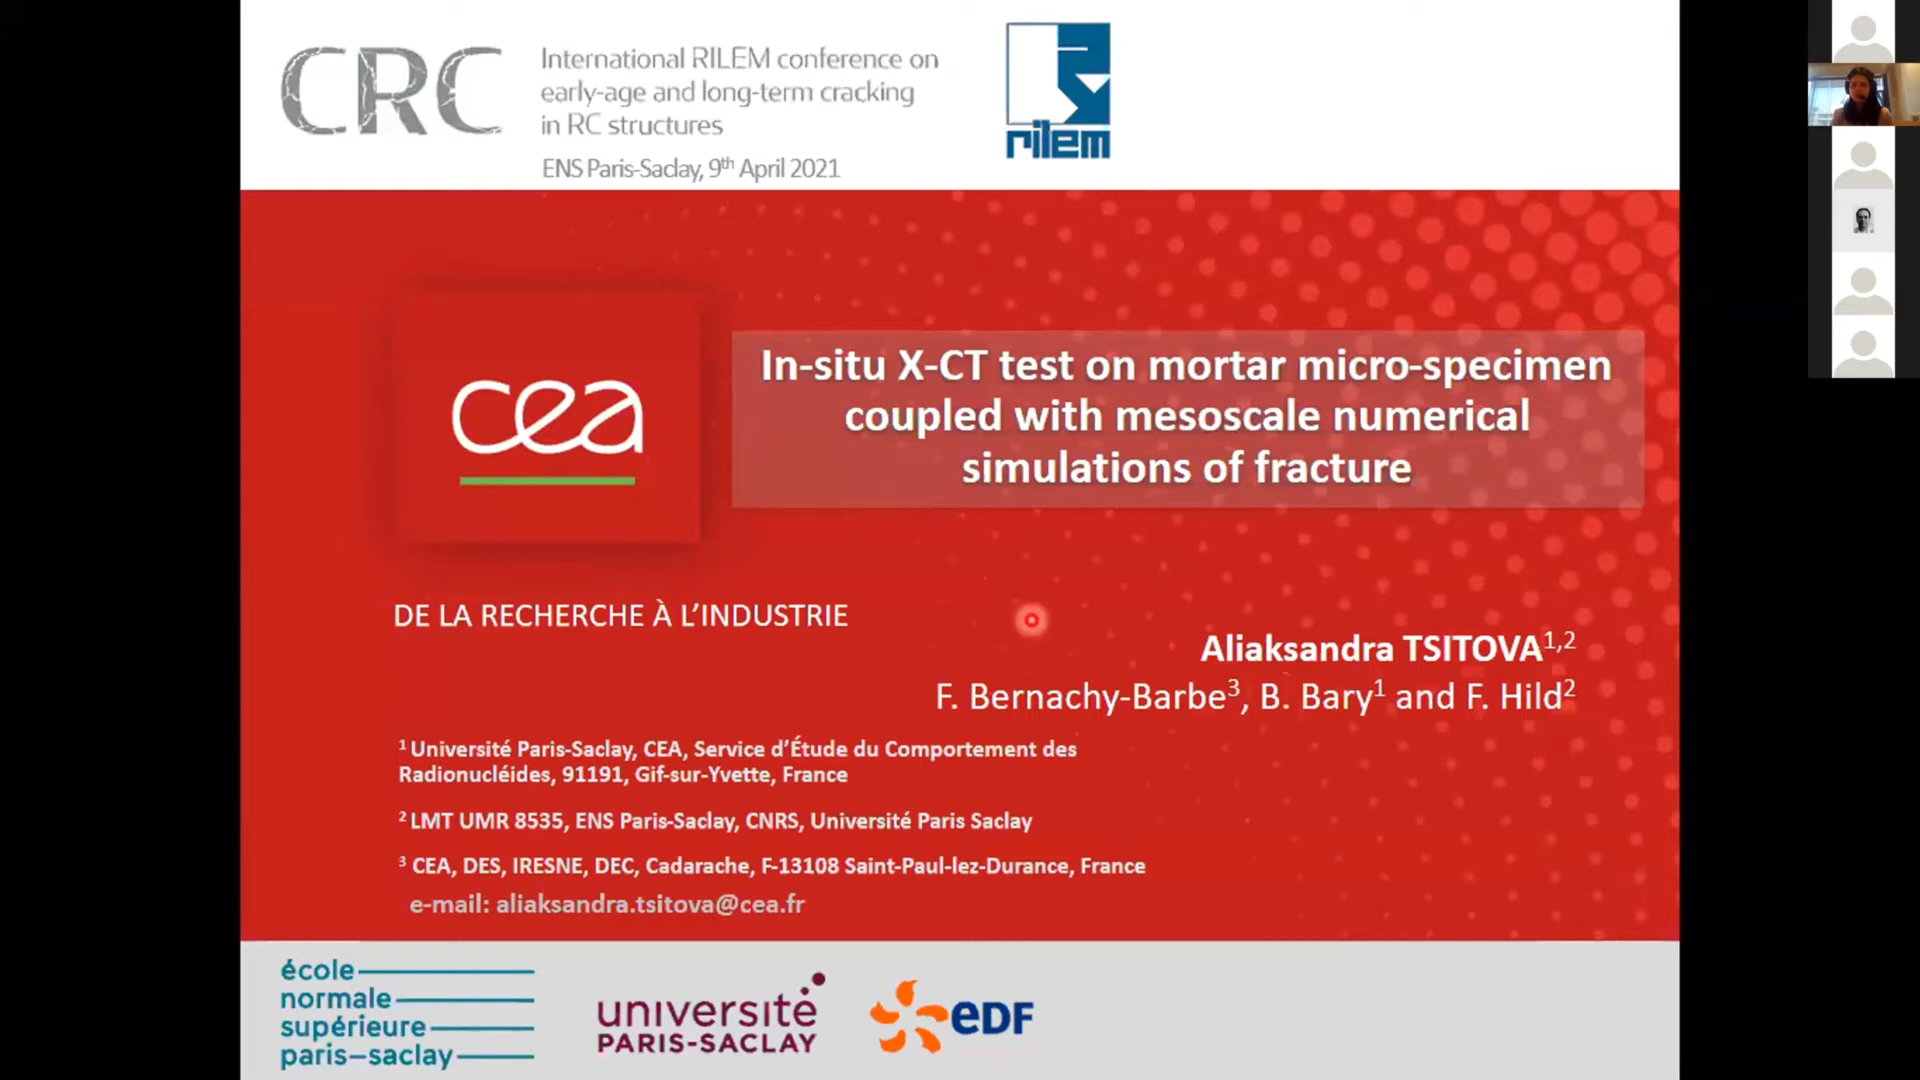 CRC
International RILEM conference on
early-age and long-term cracking
in RC structures
ENS Paris-Saclay, 9th April 2021
rilem
cea
In-situ X-CT test on mortar micro-specimen
coupled with mesoscale numerical
simulations of fracture
DE LA RECHERCHE À L'INDUSTRIE
Aliaksandra TSITOVA1,2
F. Bernachy-Barbe3, B. Bary1 and F. Hild2
1 Université Paris-Saclay, CEA, Service d'Étude du Comportement des
Radionucléides, 91191, Gif-sur-Yvette, France
2 LMT UMR 8535, ENS Paris-Saclay, CNRS, Université Paris Saclay
3 CEA, DES, IRESNE, DEC, Cadarache, F-13108 Saint-Paul-lez-Durance, France
e-mail: aliaksandra.tsitova@cea.fr
école
normale
supérieure
paris-saclay
université
PARIS-SACLAY
eDF